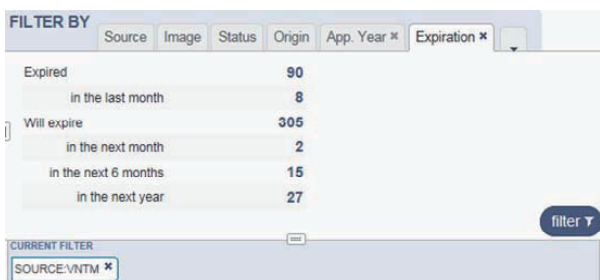 FILTER BY
Source Image Status Origin App. Year × Expiration ×
Expired 90
in the last month 8
Will expire 305
in the next month 2
in the next 6 months 15
in the next year 27
filter
CURRENT FILTER
SOURCE:VNTM ×